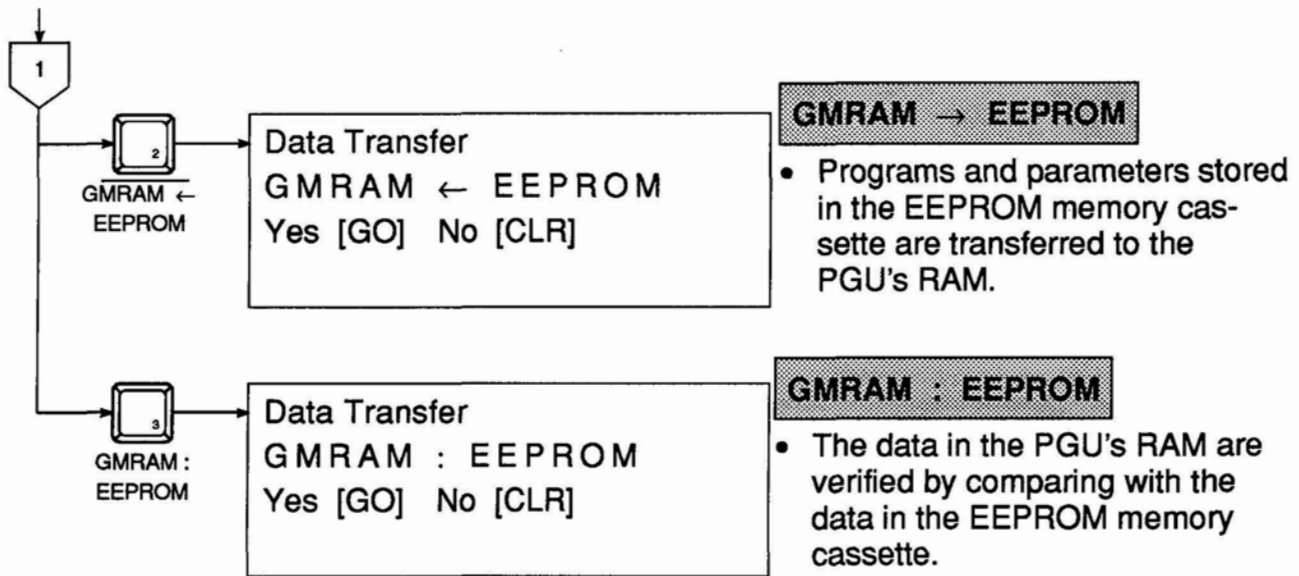 1
2
GMRAM ←
EEPROM
Data Transfer
GMRAM ← EEPROM
Yes [GO] No [CLR]
GMRAM → EEPROM
• Programs and parameters stored
in the EEPROM memory cas-
sette are transferred to the
PGU's RAM.
3
GMRAM :
EEPROM
Data Transfer
GMRAM : EEPROM
Yes [GO] No [CLR]
GMRAM : EEPROM
• The data in the PGU's RAM are
verified by comparing with the
data in the EEPROM memory
cassette.